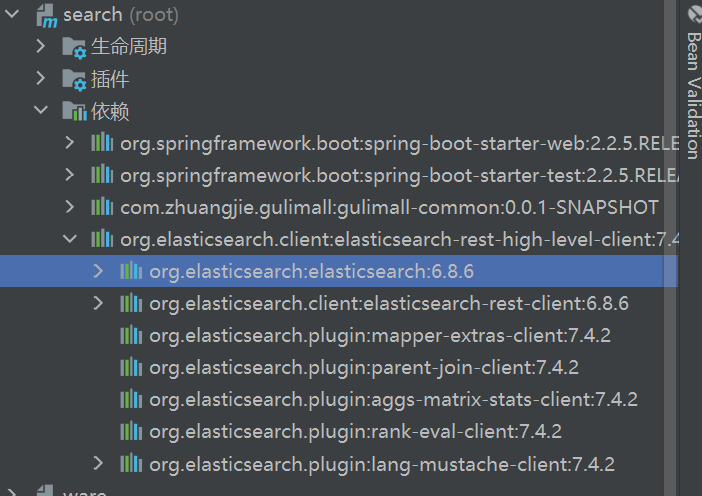 search (root)
生命周期
插件
依赖
org.springframework.boot:spring-boot-starter-web:2.2.5.RELE
org.springframework.boot:spring-boot-starter-test:2.2.5.RELEA
com.zhuangjie.gulimall:gulimall-common:0.0.1-SNAPSHOT
org.elasticsearch.client:elasticsearch-rest-high-level-client:7.4
org.elasticsearch:elasticsearch:6.8.6
org.elasticsearch.client:elasticsearch-rest-client:6.8.6
org.elasticsearch.plugin:mapper-extras-client:7.4.2
org.elasticsearch.plugin:parent-join-client:7.4.2
org.elasticsearch.plugin:aggs-matrix-stats-client:7.4.2
org.elasticsearch.plugin:rank-eval-client:7.4.2
org.elasticsearch.plugin:lang-mustache-client:7.4.2
ware
Bean Validation